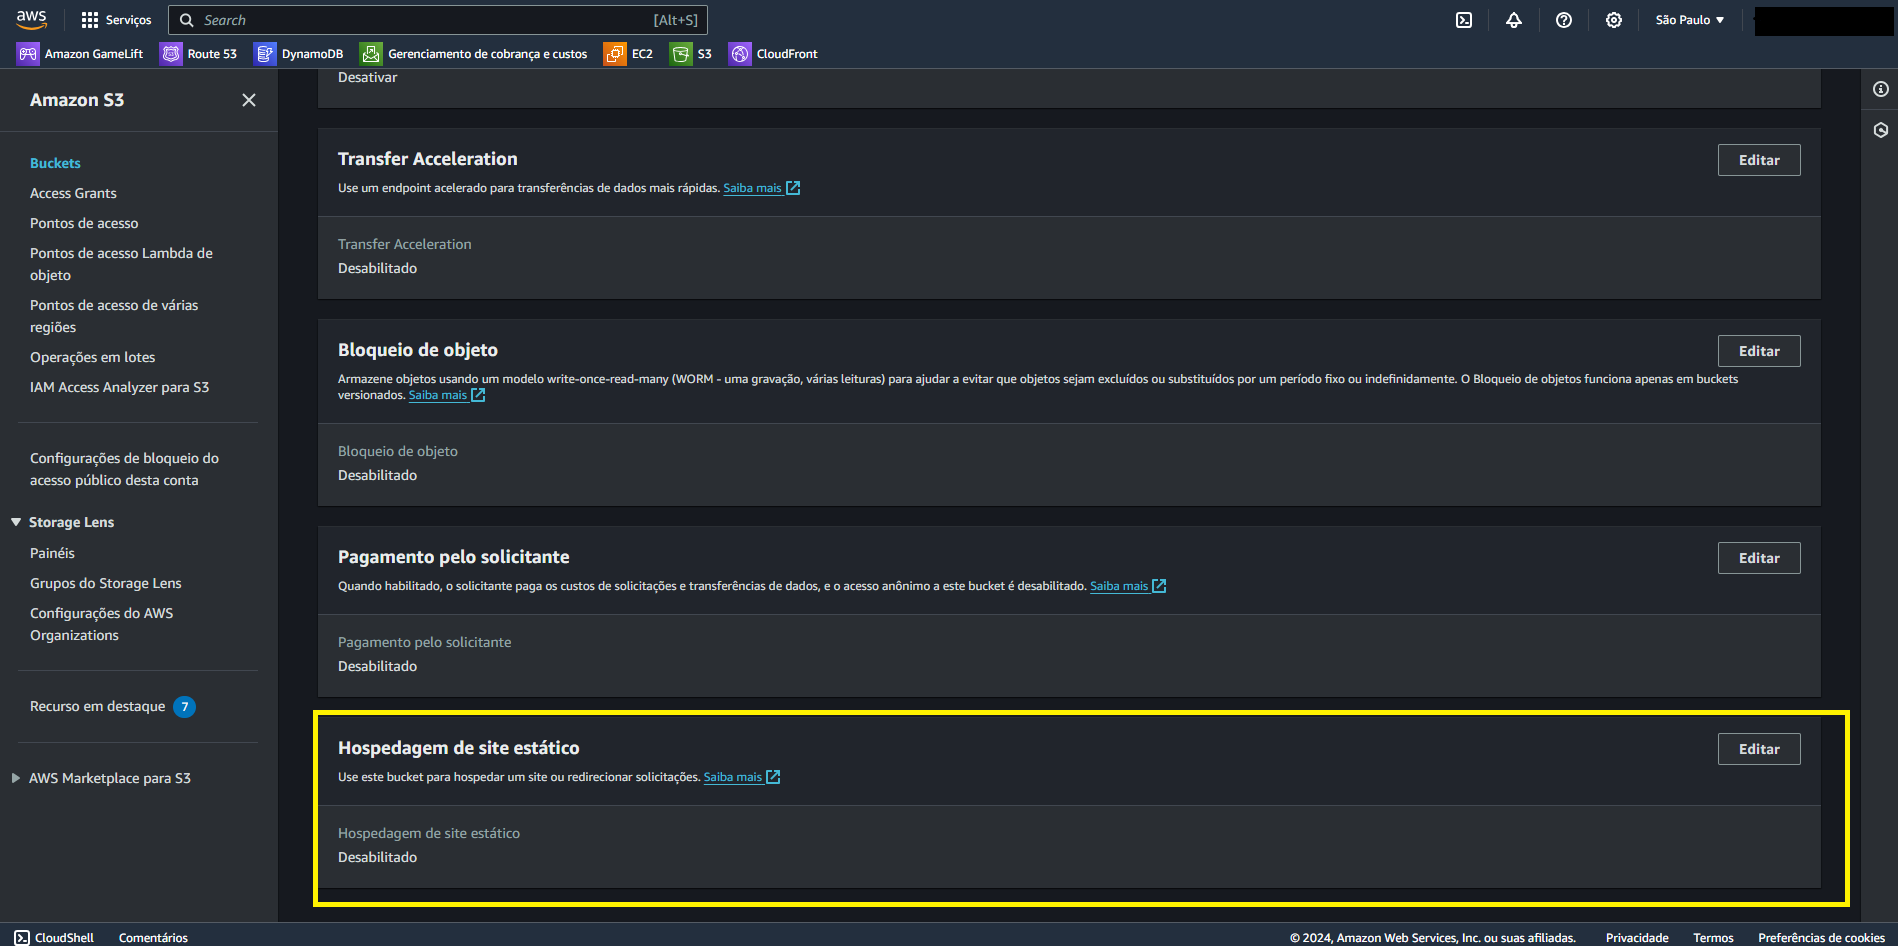 aws
Serviços
Search
[Alt+S]
São Paulo
Amazon GameLift
Route 53
DynamoDB
Gerenciamento de cobrança e custos
EC2
S3
CloudFront
Amazon S3
Buckets
Access Grants
Pontos de acesso
Pontos de acesso Lambda de
objeto
Pontos de acesso de várias
regiões
Operações em lotes
IAM Access Analyzer para S3
Configurações de bloqueio do
acesso público desta conta
Storage Lens
Painéis
Grupos do Storage Lens
Configurações do AWS
Organizations
Recurso em destaque 7
AWS Marketplace para S3
Desativar
Transfer Acceleration
Editar
Use um endpoint acelerado para transferências de dados mais rápidas. Saiba mais
Transfer Acceleration
Desabilitado
Bloqueio de objeto
Editar
Armazene objetos usando um modelo write-once-read-many (WORM - uma gravação, várias leituras) para ajudar a evitar que objetos sejam excluídos ou substituídos por um período fixo ou indefinidamente. O Bloqueio de objetos funciona apenas em buckets
versionados. Saiba mais
Bloqueio de objeto
Desabilitado
Pagamento pelo solicitante
Editar
Quando habilitado, o solicitante paga os custos de solicitações e transferências de dados, e o acesso anônimo a este bucket é desabilitado. Saiba mais
Pagamento pelo solicitante
Desabilitado
Hospedagem de site estático
Editar
Use este bucket para hospedar um site ou redirecionar solicitações. Saiba mais
Hospedagem de site estático
Desabilitado
CloudShell
Comentários
© 2024, Amazon Web Services, Inc. ou suas afiliadas.
Privacidade
Termos
Preferências de cookies